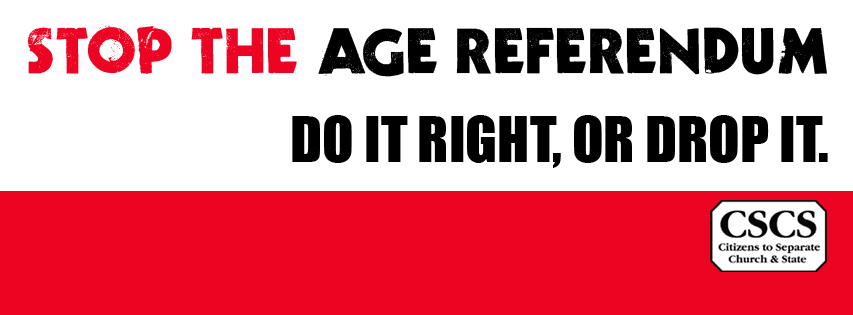 STOP THE AGE REFERENDUM
DO IT RIGHT, OR DROP IT.
CSCS
Citizens to Separate
Church & State